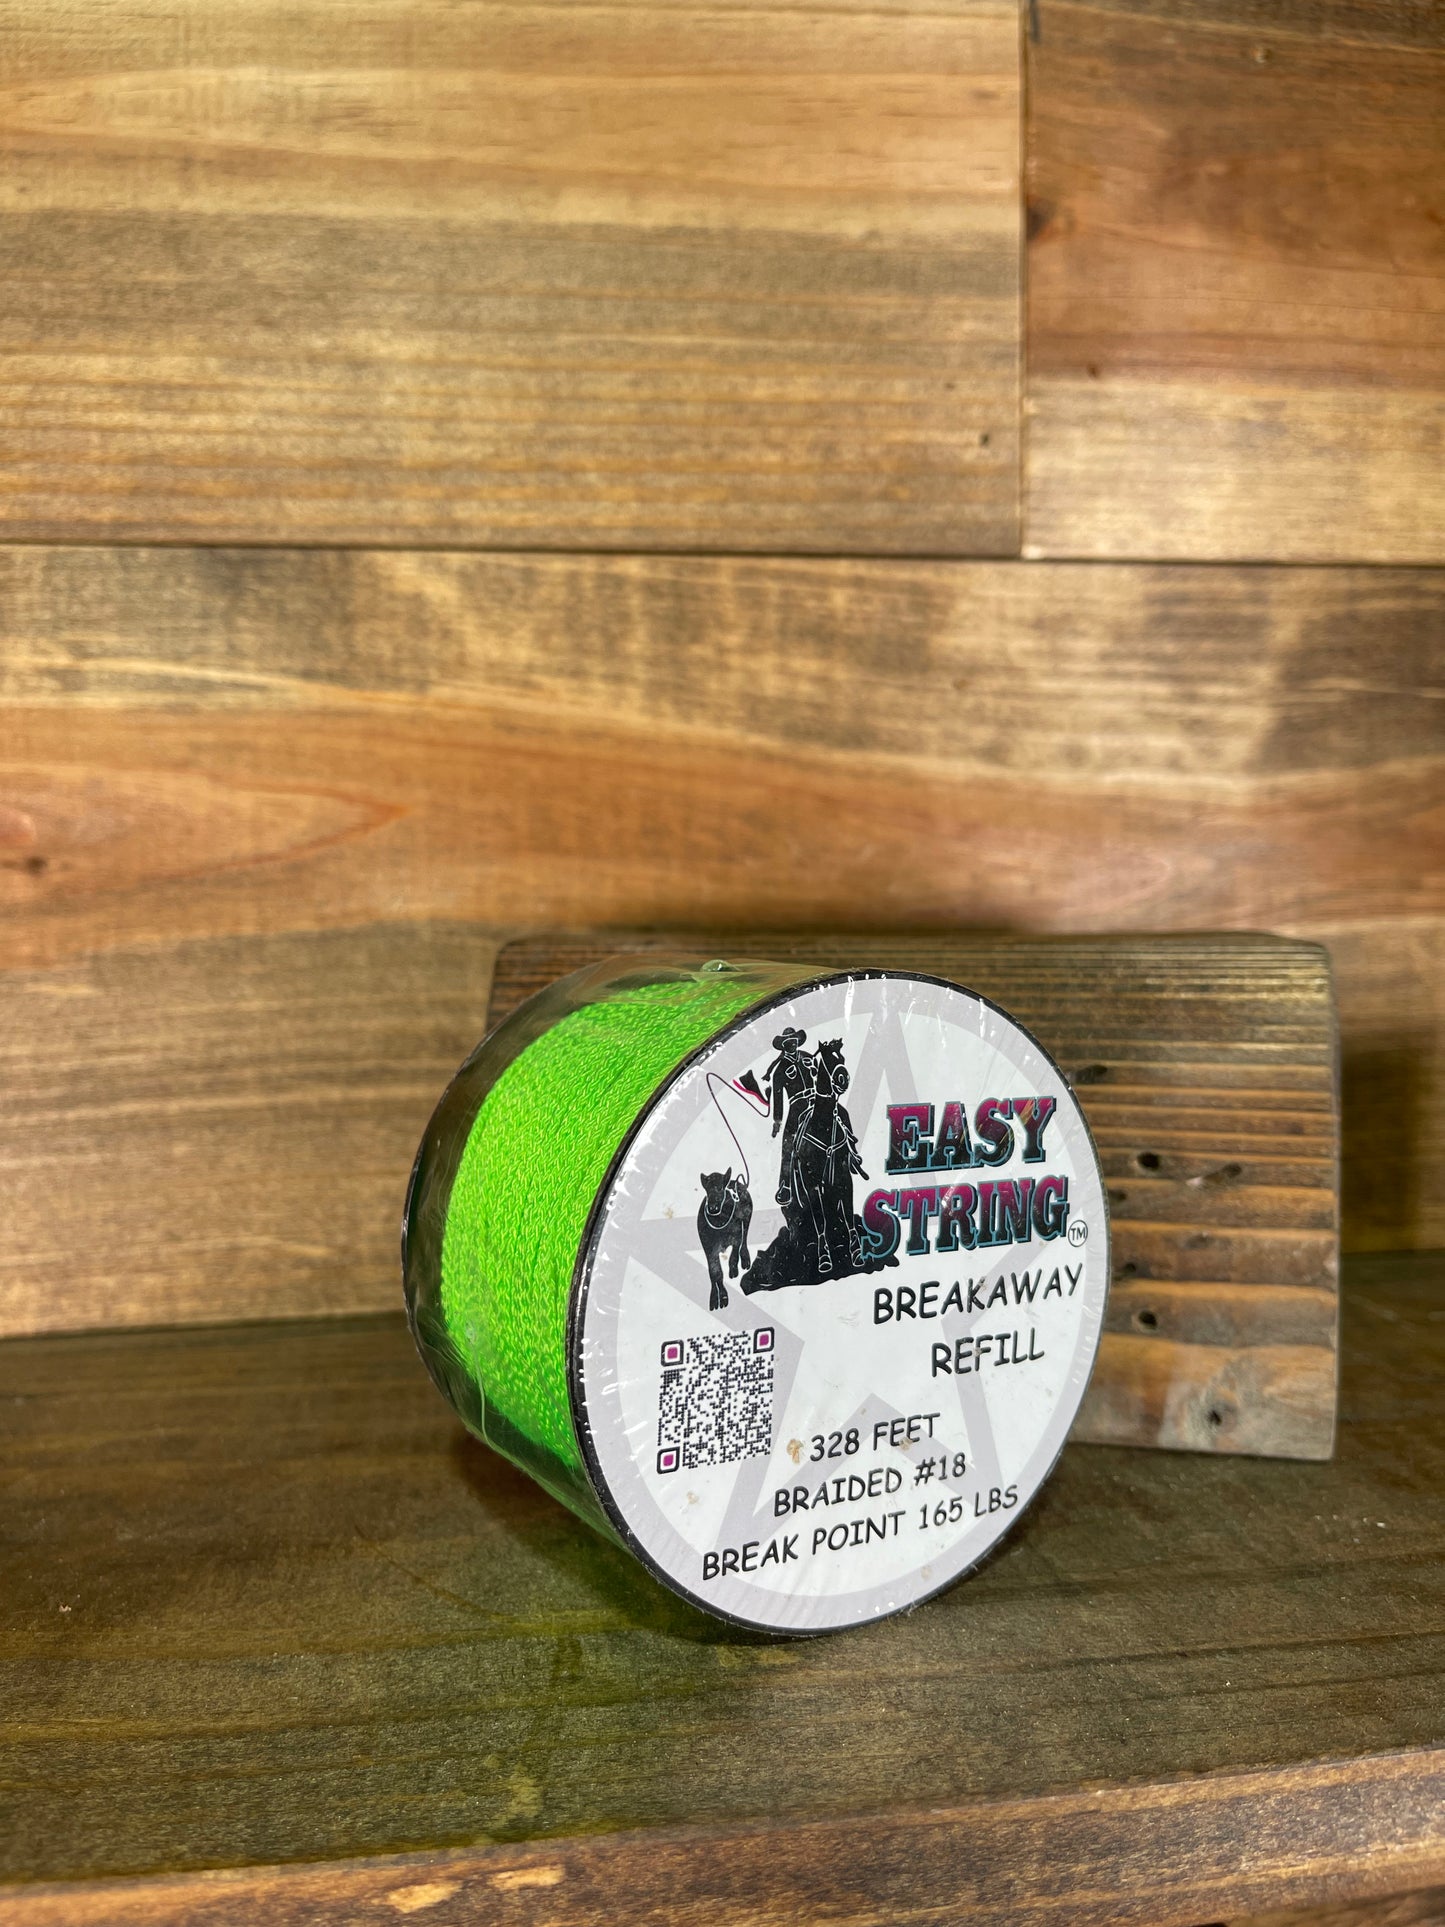 EASY
STRING TM
BREAKAWAY
REFILL
328 FEET
BRAIDED #18
BREAK POINT 165 LBS